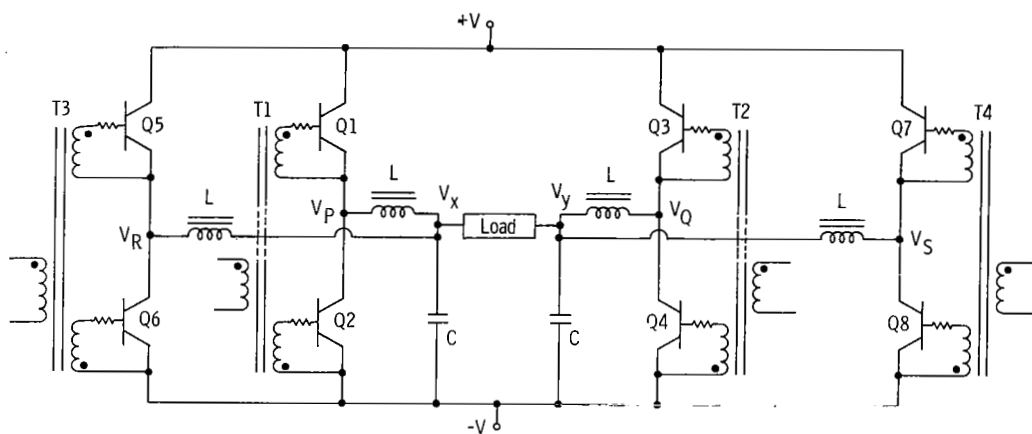 +V
T3
Q5
T1
Q1
Q3
T2
Q7
T4
L
L
V_x
V_y
L
L
V_P
V_Q
V_R
Load
V_S
Q6
Q2
C
C
Q4
Q8
-V